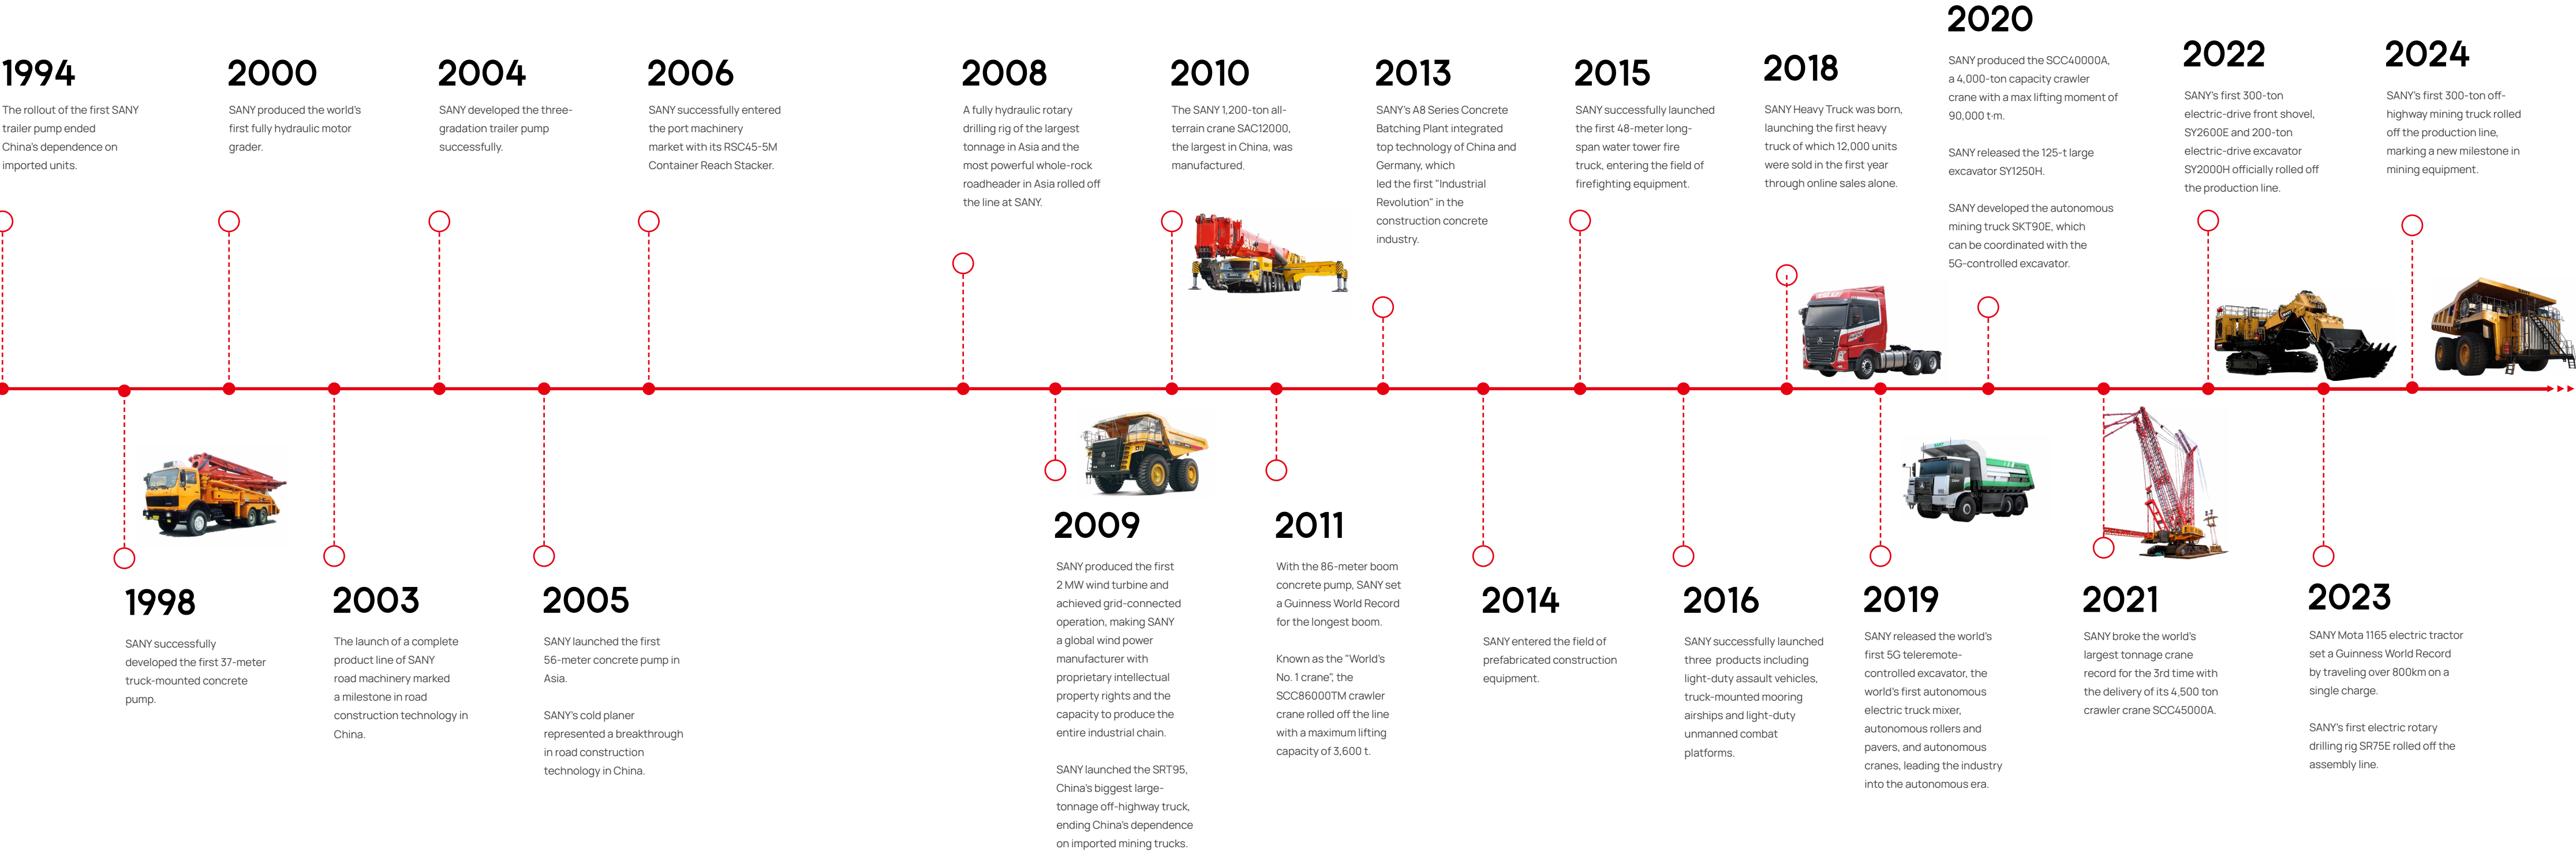 1994
The rollout of the first SANY
trailer pump ended
China's dependence on
imported units.
1998
SANY successfully
developed the first 37-meter
truck-mounted concrete
pump.
2000
SANY produced the world's
first fully hydraulic motor
grader.
2003
The launch of a complete
product line of SANY
road machinery marked
a milestone in road
construction technology in
China.
2004
SANY developed the three-
gradation trailer pump
successfully.
2005
SANY launched the first
56-meter concrete pump in
Asia.
SANY's cold planer
represented a breakthrough
in road construction
technology in China.
2006
SANY successfully entered
the port machinery
market with its RSC45-5M
Container Reach Stacker.
2008
A fully hydraulic rotary
drilling rig of the largest
tonnage in Asia and the
most powerful whole-rock
roadheader in Asia rolled off
the line at SANY.
2009
SANY produced the first
2 MW wind turbine and
achieved grid-connected
operation, making SANY
a global wind power
manufacturer with
proprietary intellectual
property rights and the
capacity to produce the
entire industrial chain.
SANY launched the SRT95,
China's biggest large-
tonnage off-highway truck,
ending China's dependence
on imported mining trucks.
2010
The SANY 1,200-ton all-
terrain crane SAC12000,
the largest in China, was
manufactured.
2011
With the 86-meter boom
concrete pump, SANY set
a Guinness World Record
for the longest boom.
Known as the "World's
No. 1 crane", the
SCC86000TM crawler
crane rolled off the line
with a maximum lifting
capacity of 3,600 t.
2013
SANY's A8 Series Concrete
Batching Plant integrated
top technology of China and
Germany, which
led the first "Industrial
Revolution" in the
construction concrete
industry.
2014
SANY entered the field of
prefabricated construction
equipment.
2015
SANY successfully launched
the first 48-meter long-
span water tower fire
truck, entering the field of
firefighting equipment.
2016
SANY successfully launched
three products including
light-duty assault vehicles,
truck-mounted mooring
airships and light-duty
unmanned combat
platforms.
2018
SANY Heavy Truck was born,
launching the first heavy
truck of which 12,000 units
were sold in the first year
through online sales alone.
2019
SANY released the world's
first 5G teleremote-
controlled excavator, the
world's first autonomous
electric truck mixer,
autonomous rollers and
pavers, and autonomous
cranes, leading the industry
into the autonomous era.
2020
SANY produced the SCC40000A,
a 4,000-ton capacity crawler
crane with a max lifting moment of
90,000 t·m.
SANY released the 125-t large
excavator SY1250H.
SANY developed the autonomous
mining truck SKT90E, which
can be coordinated with the
5G-controlled excavator.
2021
SANY broke the world's
largest tonnage crane
record for the 3rd time with
the delivery of its 4,500 ton
crawler crane SCC45000A.
2022
SANY's first 300-ton
electric-drive front shovel,
SY2600E and 200-ton
electric-drive excavator
SY2000H officially rolled off
the production line.
2023
SANY Mota 1165 electric tractor
set a Guinness World Record
by traveling over 800km on a
single charge.
SANY's first electric rotary
drilling rig SR75E rolled off the
assembly line.
2024
SANY's first 300-ton off-
highway mining truck rolled
off the production line,
marking a new milestone in
mining equipment.